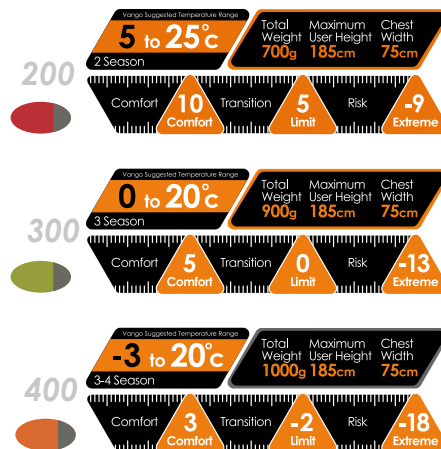 Vango Suggested Temperature Range
5 to 25°c
2 Season
Total Weight 700g
Maximum User Height 185cm
Chest Width 75cm
200
Comfort 10 Comfort Transition 5 Limit Risk -9 Extreme
Vango Suggested Temperature Range
0 to 20°c
3 Season
Total Weight 900g
Maximum User Height 185cm
Chest Width 75cm
300
Comfort 5 Comfort Transition 0 Limit Risk -13 Extreme
Vango Suggested Temperature Range
-3 to 20°c
3-4 Season
Total Weight 1000g
Maximum User Height 185cm
Chest Width 75cm
400
Comfort 3 Comfort Transition -2 Limit Risk -18 Extreme